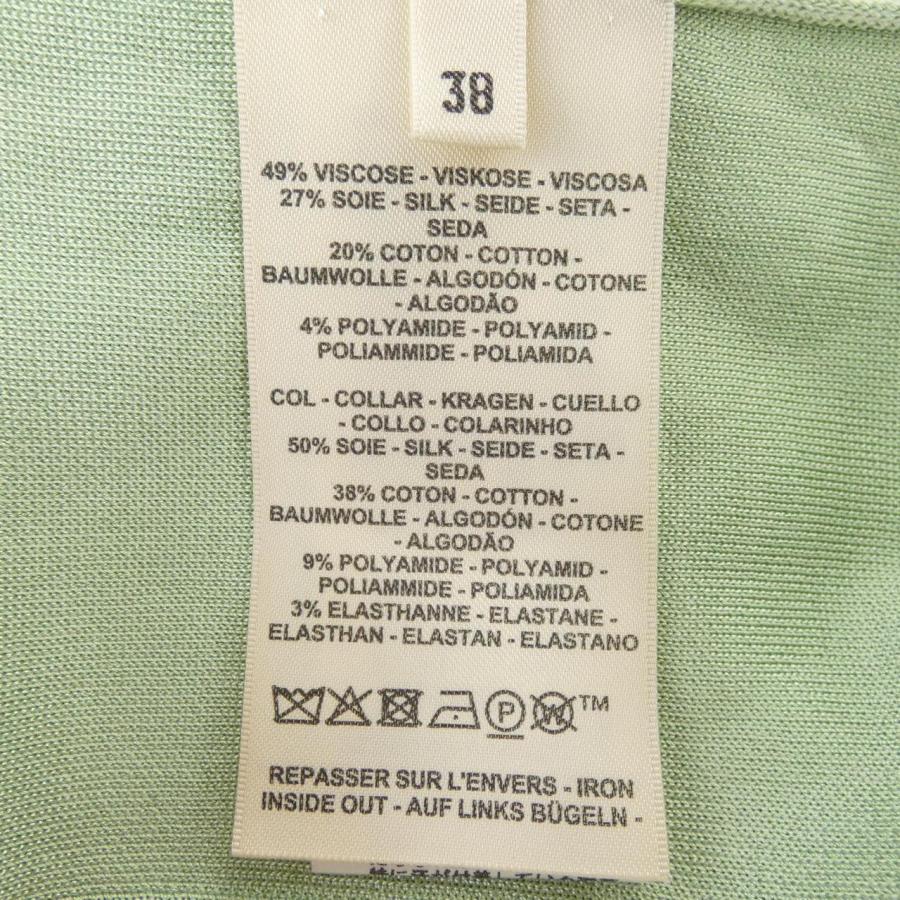 38
49% VISCOSE - VISKOSE - VISCOSA
27% SOIE - SILK - SEIDE - SETA -
SEDA
20% COTON - COTTON -
BAUMWOLLE - ALGODÓN - COTONE
- ALGODÃO
4% POLYAMIDE - POLYAMID -
POLIAMMIDE - POLIAMIDA
COL - COLLAR - KRAGEN - CUELLO
- COLLO - COLARINHO
50% SOIE - SILK - SEIDE - SETA -
SEDA
38% COTON - COTTON -
BAUMWOLLE - ALGODÓN - COTONE
- ALGODÃO
9% POLYAMIDE - POLYAMID -
POLIAMMIDE - POLIAMIDA
3% ELASTHANNE - ELASTANE -
ELASTHAN - ELASTAN - ELASTANO
P W TM
REPASSER SUR L'ENVERS - IRON
INSIDE OUT - AUF LINKS BÜGELN -